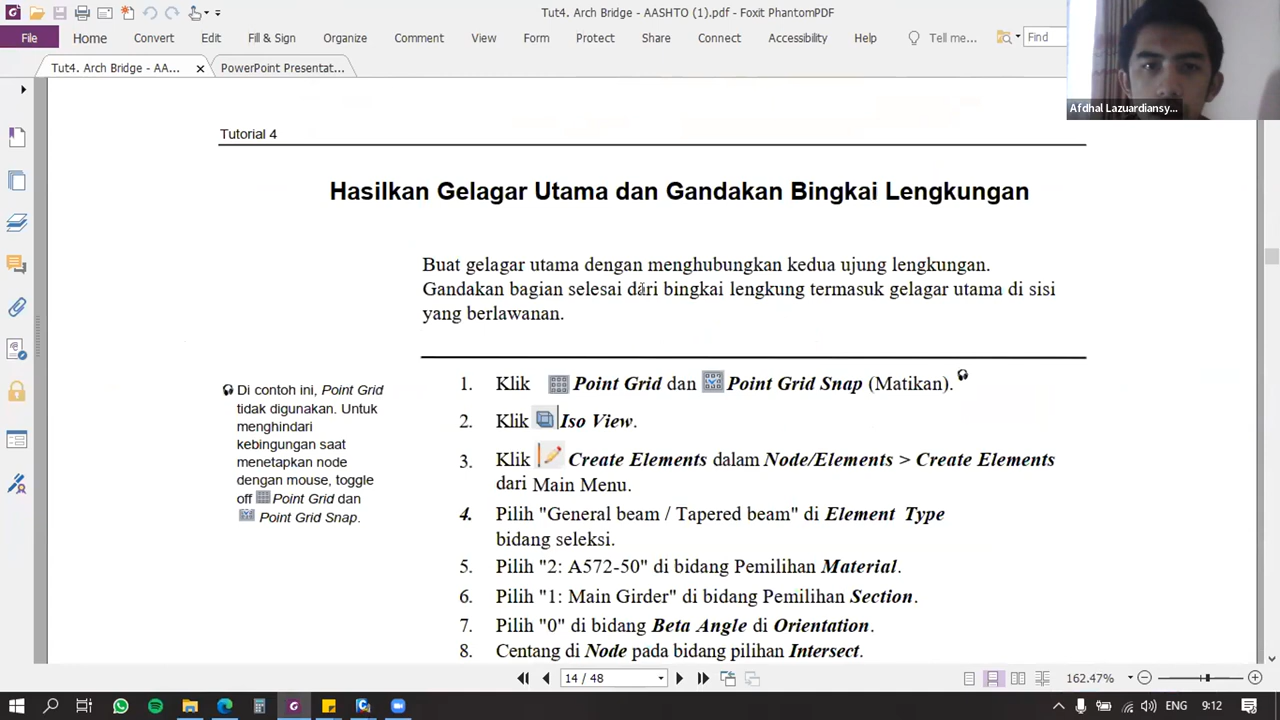 Tut4. Arch Bridge - AASHTO (1).pdf - Foxit PhantomPDF
File Home Convert Edit Fill & Sign Organize Comment View Form Protect Share Connect Accessibility Help Tell me... Find
Tut4. Arch Bridge - AA... PowerPoint Presentat...
Afdhal Lazuardiansy...
Tutorial 4
Hasilkan Gelagar Utama dan Gandakan Bingkai Lengkungan
Buat gelagar utama dengan menghubungkan kedua ujung lengkungan.
Gandakan bagian selesai dari bingkai lengkung termasuk gelagar utama di sisi
yang berlawanan.
Di contoh ini, Point Grid
tidak digunakan. Untuk
menghindari
kebingungan saat
menetapkan node
dengan mouse, toggle
off Point Grid dan
Point Grid Snap.
1. Klik Point Grid dan Point Grid Snap (Matikan).
2. Klik Iso View.
3. Klik Create Elements dalam Node/Elements > Create Elements
dari Main Menu.
4. Pilih "General beam / Tapered beam" di Element Type
bidang seleksi.
5. Pilih "2: A572-50" di bidang Pemilihan Material.
6. Pilih "1: Main Girder" di bidang Pemilihan Section.
7. Pilih "0" di bidang Beta Angle di Orientation.
8. Centang di Node pada bidang pilihan Intersect.
14 / 48 162.47%
ENG 9:12